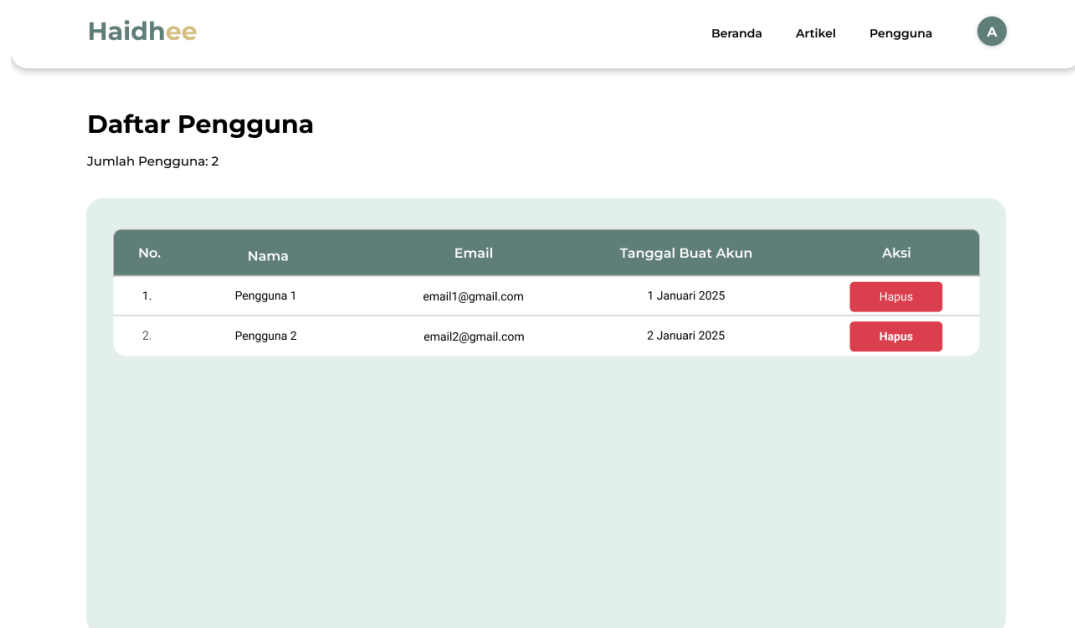 Haidhee Beranda Artikel Pengguna A
Daftar Pengguna
Jumlah Pengguna: 2
No. Nama Email Tanggal Buat Akun Aksi
1. Pengguna 1 email1@gmail.com 1 Januari 2025 Hapus
2. Pengguna 2 email2@gmail.com 2 Januari 2025 Hapus